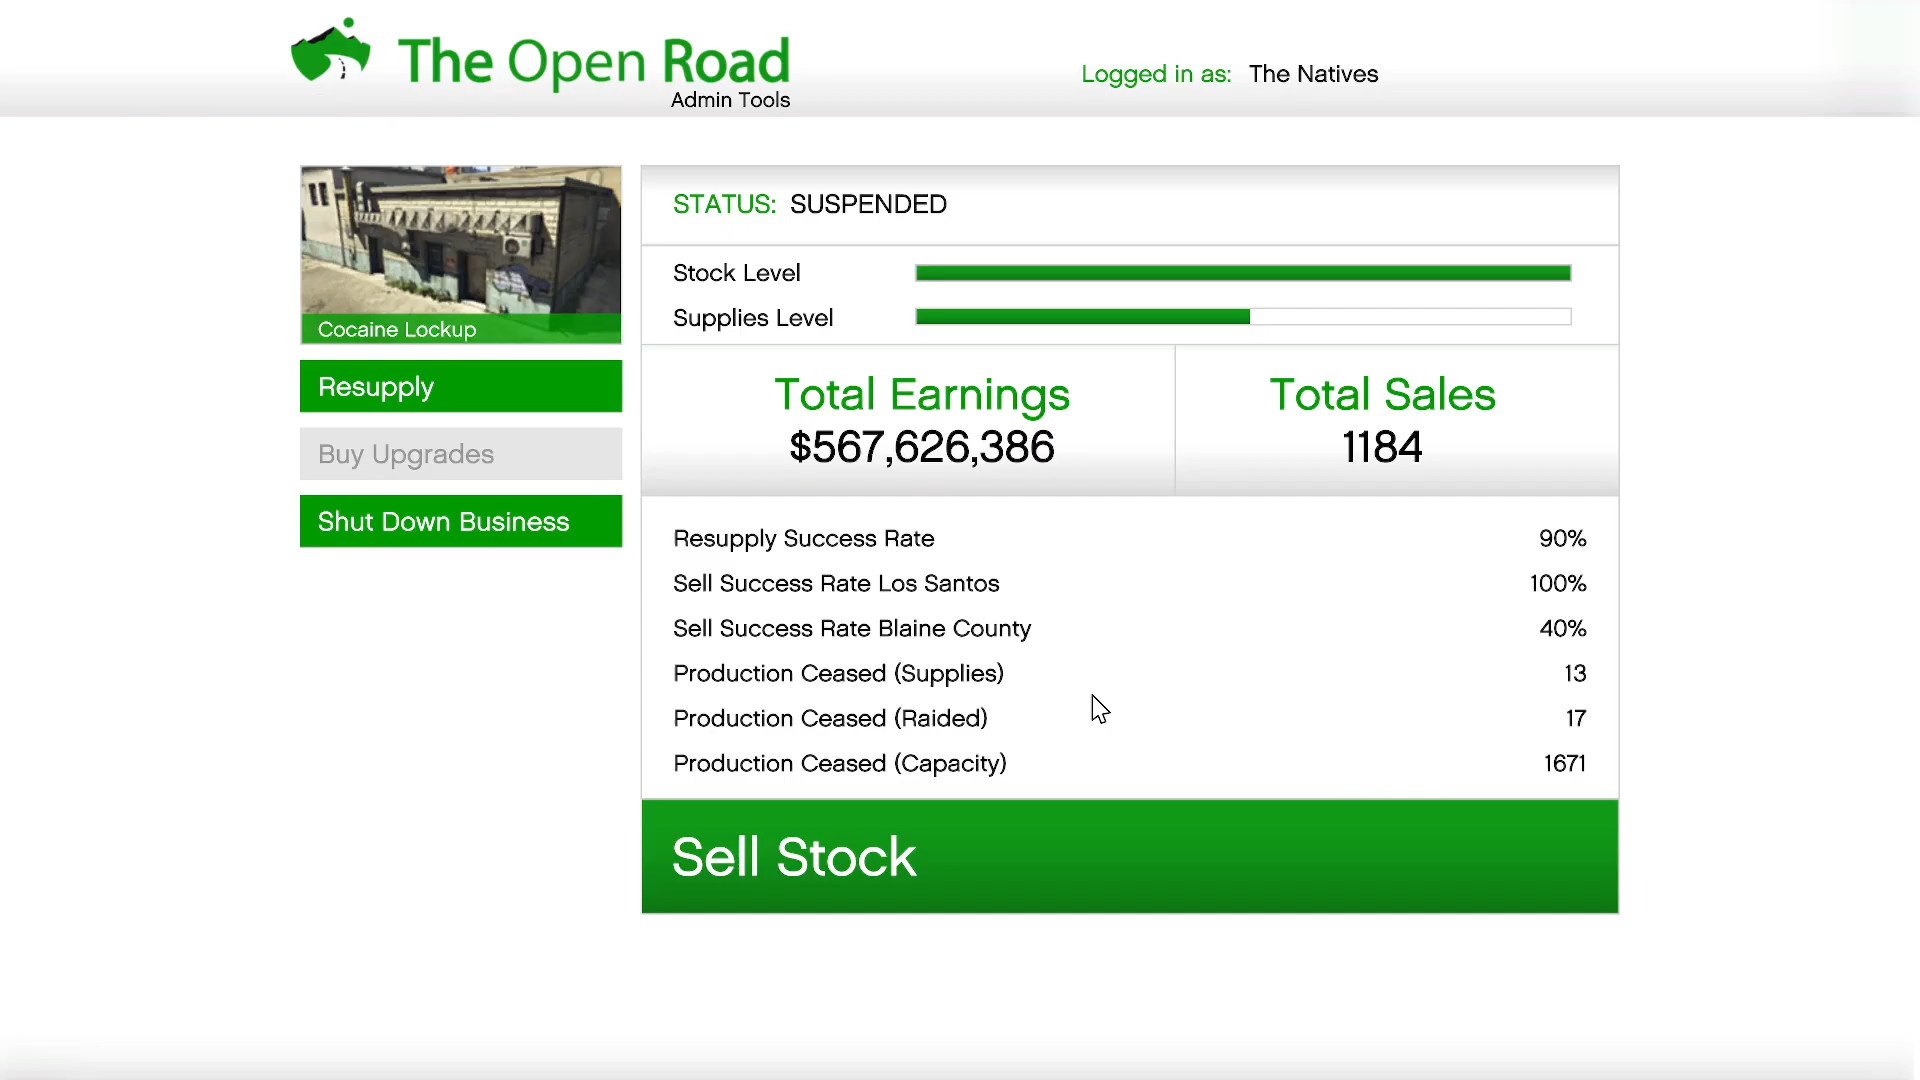 The Open Road
Admin Tools
Logged in as: The Natives
Cocaine Lockup
Resupply
Buy Upgrades
Shut Down Business
STATUS: SUSPENDED
Stock Level
Supplies Level
Total Earnings
$567,626,386
Total Sales
1184
Resupply Success Rate 90%
Sell Success Rate Los Santos 100%
Sell Success Rate Blaine County 40%
Production Ceased (Supplies) 13
Production Ceased (Raided) 17
Production Ceased (Capacity) 1671
Sell Stock